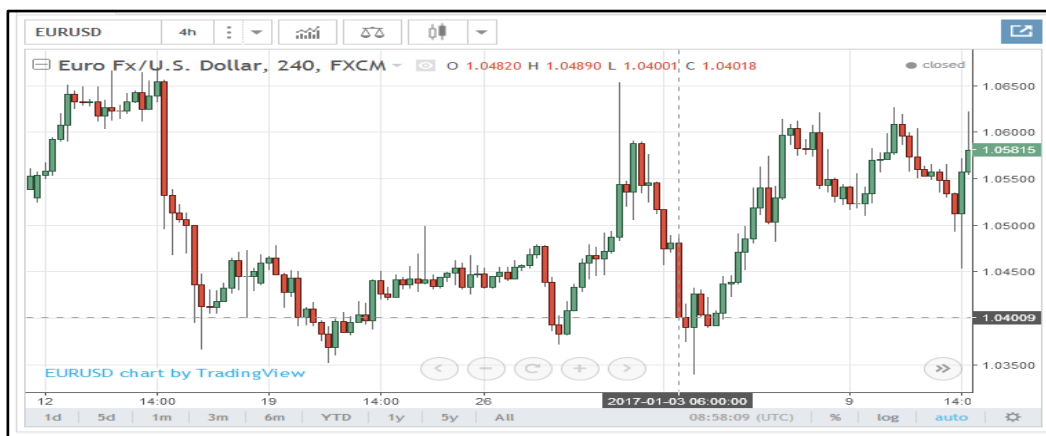 EURUSD 4h
Euro Fx/U.S. Dollar, 240, FXCM O 1.04820 H 1.04890 L 1.04001 C 1.04018 closed
1.06500
1.06000
1.05815
1.05500
1.05000
1.04500
1.04009
1.03500
EURUSD chart by TradingView
12 14:00 19 14:00 26 2017-01-03 06:00:00 9 14:0
1d 5d 1m 3m 6m YTD 1y 5y All 08:58:09 (UTC) % log auto